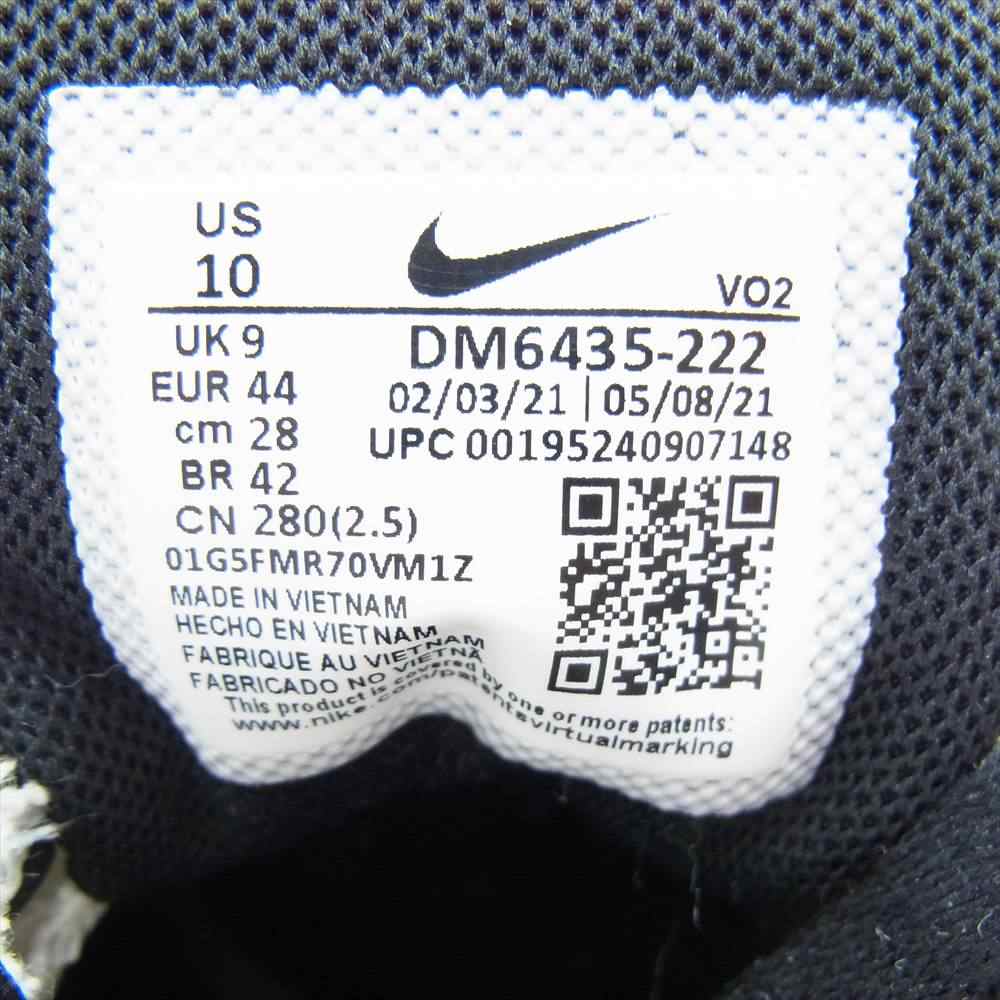 US
10
VO2
UK 9
EUR 44
cm 28
BR 42
CN 280(2.5)
DM6435-222
02/03/21 | 05/08/21
UPC 00195240907148
01G5FMR70VM1Z
MADE IN VIETNAM
HECHO EN VIETNAM
FABRIQUE AU VIETNAM
FABRICADO NO VIETNÃ
This product is covered by one or more patents:
www.nike.com/patentsvirtualmarking